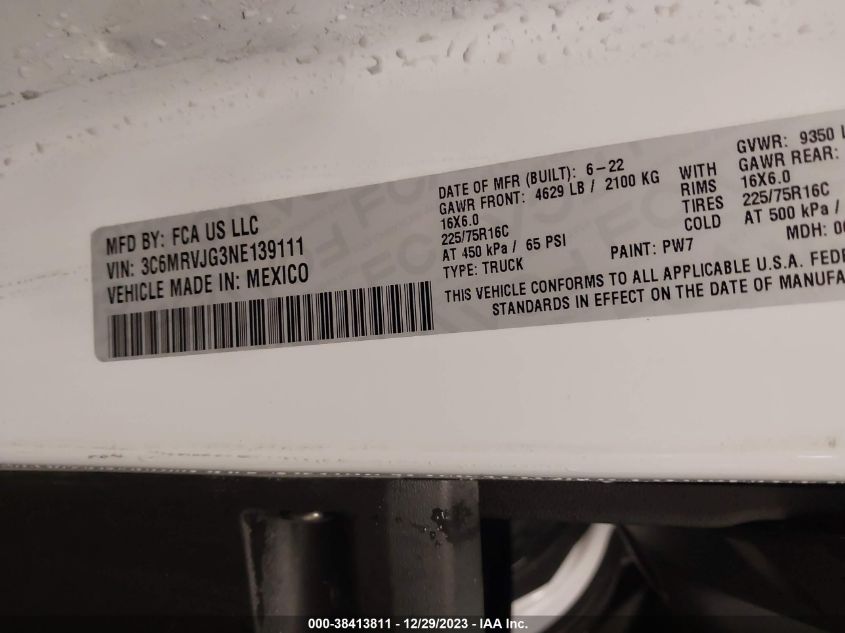 MFD BY: FCA US LLC
VIN: 3C6MRVJG3NE139111
VEHICLE MADE IN: MEXICO
DATE OF MFR (BUILT): 6-22
GAWR FRONT: 4629 LB / 2100 KG
16X6.0
225/75R16C
AT 450 kPa / 65 PSI
TYPE: TRUCK
WITH
RIMS
TIRES
COLD
GVWR: 9350
GAWR REAR:
16X6.0
225/75R16C
AT 500 kPa /
PAINT: PW7
MDH:
THIS VEHICLE CONFORMS TO ALL APPLICABLE U.S.A.
STANDARDS IN EFFECT ON THE DATE OF
000-38413811 - 12/29/2023 - IAA Inc.